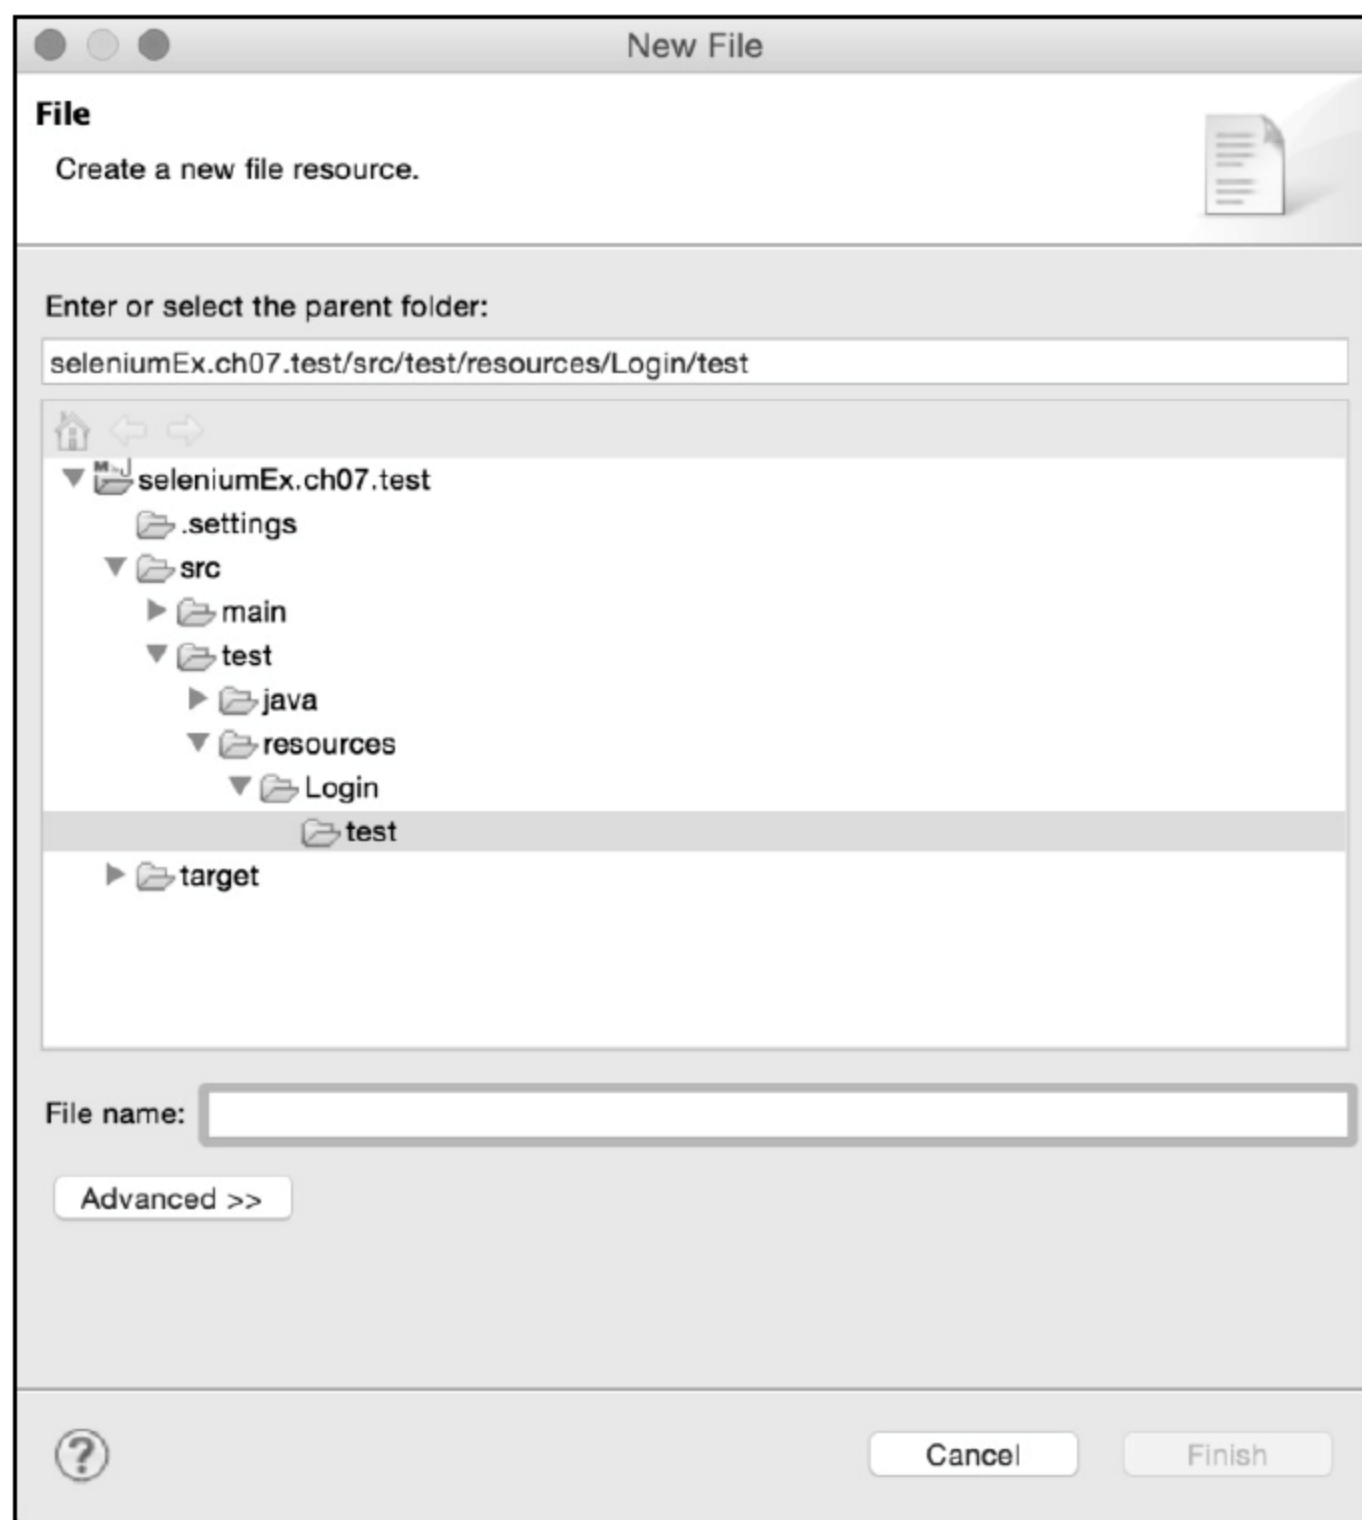 New File
File
Create a new file resource.
Enter or select the parent folder:
seleniumEx.ch07.test/src/test/resources/Login/test
seleniumEx.ch07.test
.settings
src
main
test
java
resources
Login
test
target
File name:
Advanced >>
? Cancel Finish